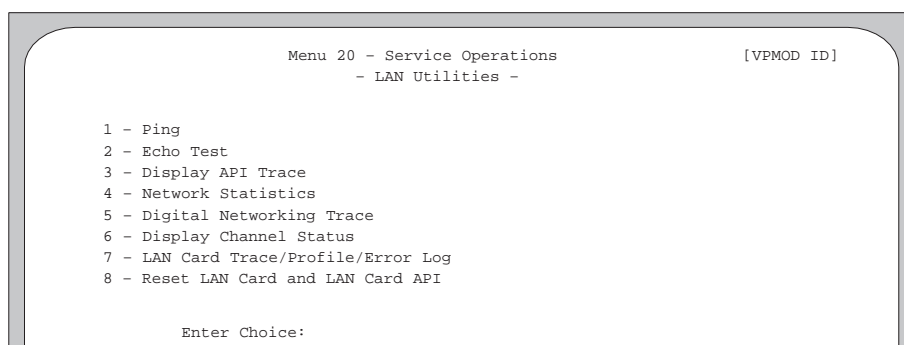 Menu 20 – Service Operations [VPMOD ID]
– LAN Utilities –
1 – Ping
2 – Echo Test
3 – Display API Trace
4 – Network Statistics
5 – Digital Networking Trace
6 – Display Channel Status
7 – LAN Card Trace/Profile/Error Log
8 – Reset LAN Card and LAN Card API
Enter Choice: